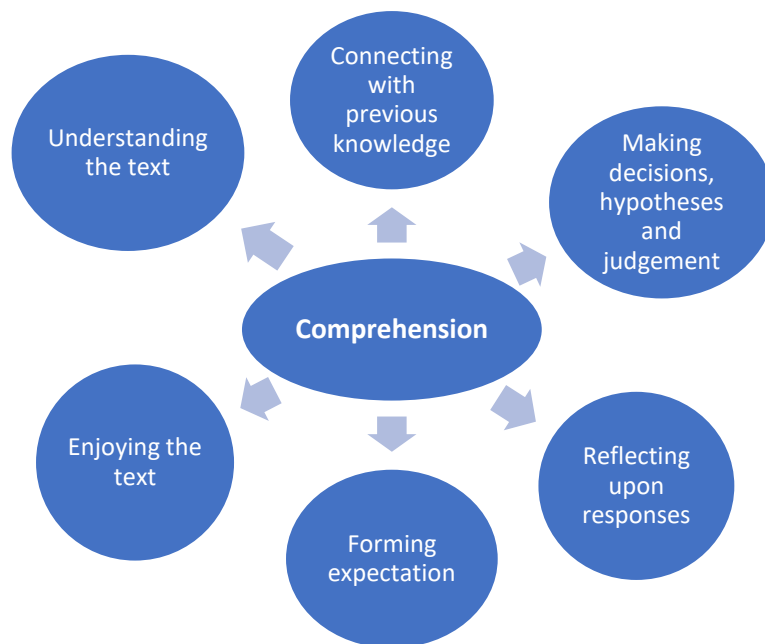 Connecting
with
previous
knowledge
Understanding
the text
Making
decisions,
hypotheses
and
judgement
Comprehension
Enjoying the
text
Reflecting
upon
responses
Forming
expectation